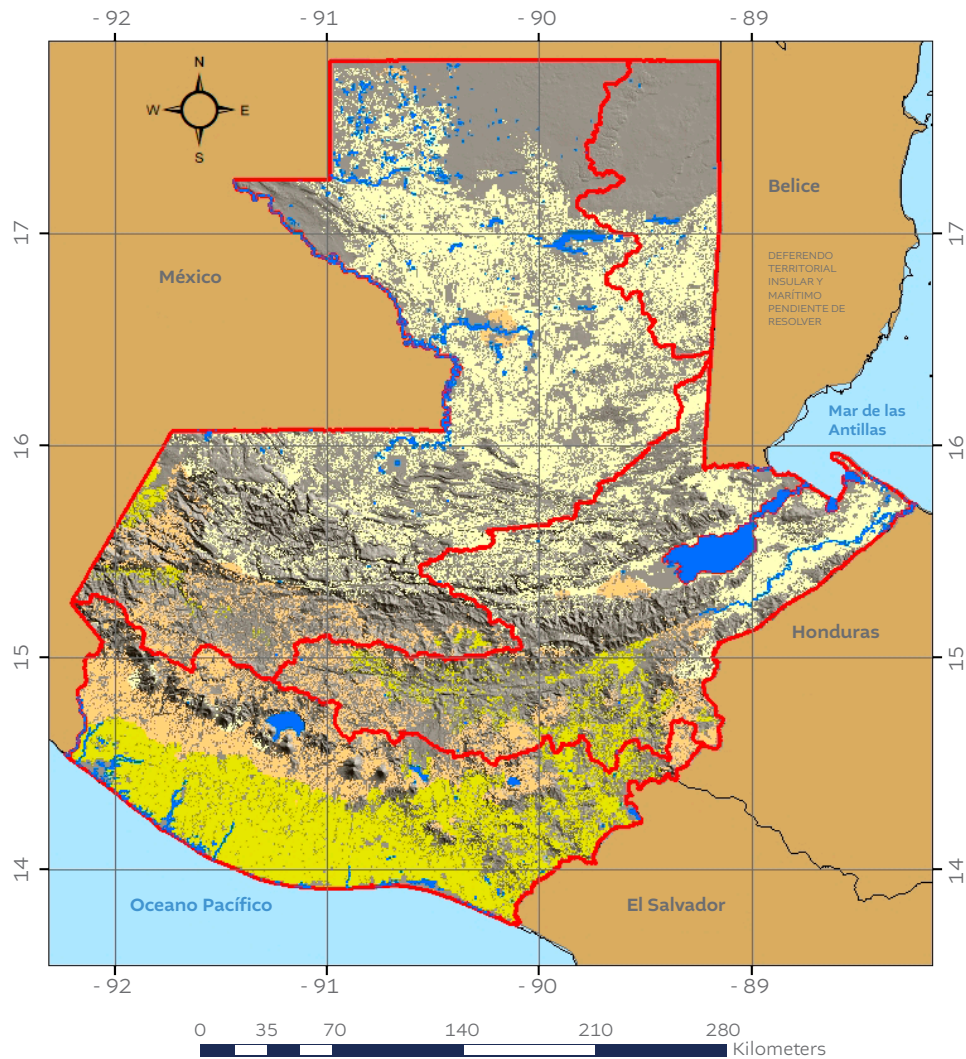 - 92
- 91
- 90
- 89
N
W
E
S
Belice
17
17
DEFERENDO
TERRITORIAL
INSULAR Y
MARÍTIMO
PENDIENTE DE
RESOLVER
México
Mar de las
Antillas
16
16
Honduras
15
15
14
14
Oceano Pacífico
El Salvador
- 92
- 91
- 90
- 89
0
35
70
140
210
280
Kilometers